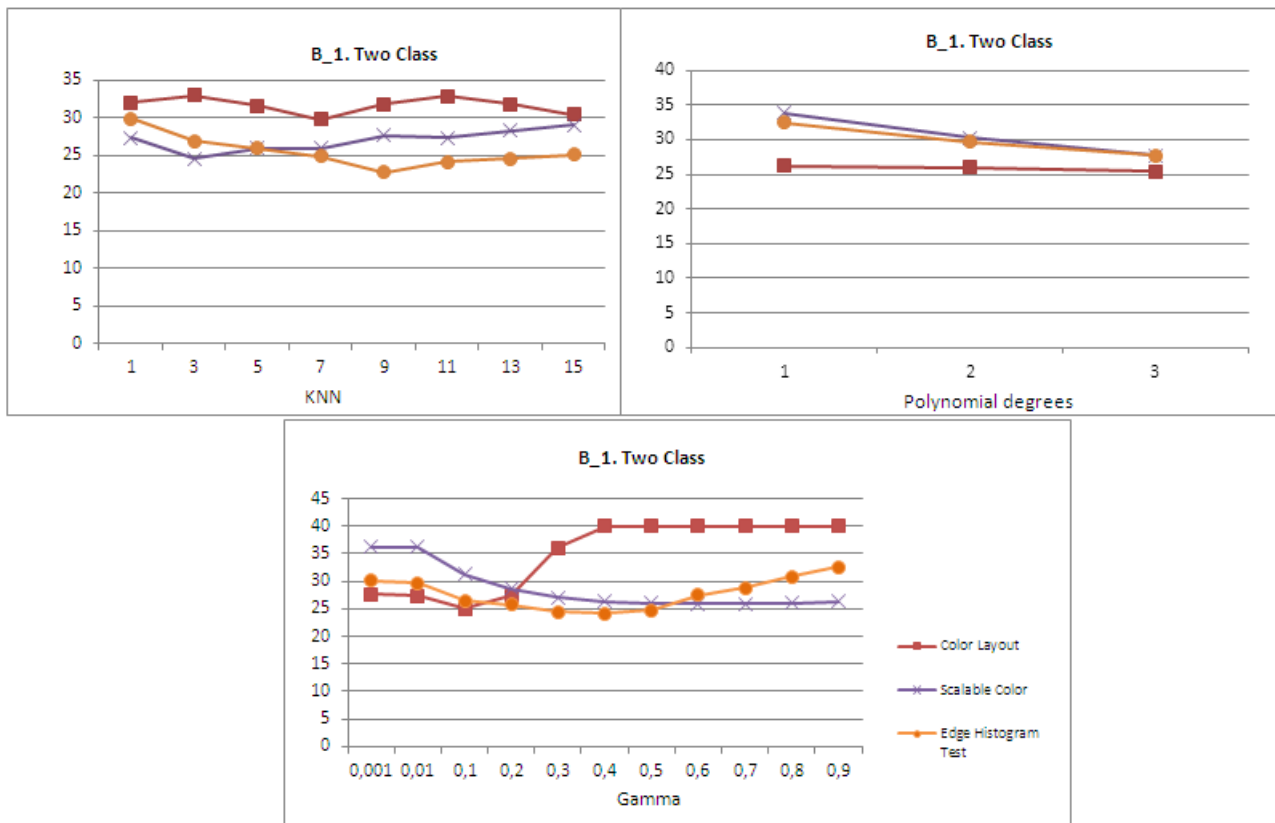 B_1. Two Class
35
30
25
20
15
10
5
0
1 3 5 7 9 11 13 15
KNN
B_1. Two Class
40
35
30
25
20
15
10
5
0
1 2 3
Polynomial degrees
B_1. Two Class
45
40
35
30
25
20
15
10
5
0
0,001 0,01 0,1 0,2 0,3 0,4 0,5 0,6 0,7 0,8 0,9
Gamma
Color Layout
Scalable Color
Edge Histogram
Test